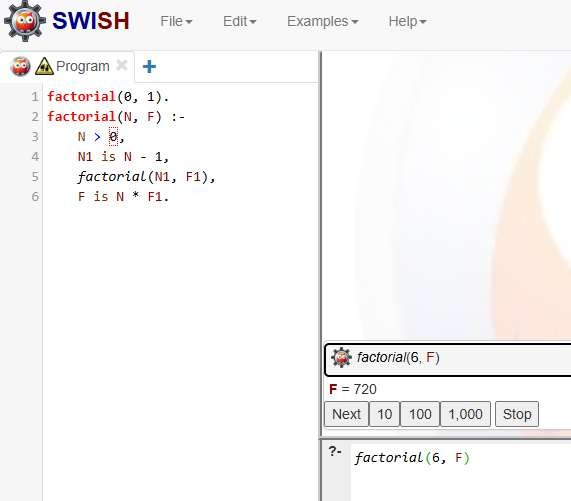 SWISH File Edit Examples Help
Program
1 factorial(0, 1).
2 factorial(N, F) :-
3     N > 0,
4     N1 is N - 1,
5     factorial(N1, F1),
6     F is N * F1.
factorial(6, F)
F = 720
Next 10 100 1,000 Stop
?- factorial(6, F)